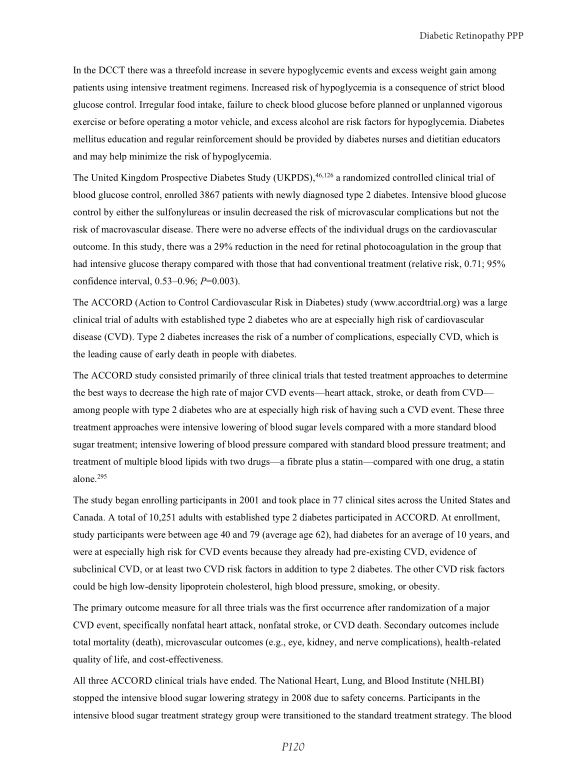 Diabetic Retinopathy PPP
In the DCCT there was a threefold increase in severe hypoglycemic events and excess weight gain among
patients using intensive treatment regimens. Increased risk of hypoglycemia is a consequence of strict blood
glucose control. Irregular food intake, failure to check blood glucose before planned or unplanned vigorous
exercise or before operating a motor vehicle, and excess alcohol are risk factors for hypoglycemia. Diabetes
mellitus education and regular reinforcement should be provided by diabetes nurses and dietitian educators
and may help minimize the risk of hypoglycemia.
The United Kingdom Prospective Diabetes Study (UKPDS),46,126 a randomized controlled clinical trial of
blood glucose control, enrolled 3867 patients with newly diagnosed type 2 diabetes. Intensive blood glucose
control by either the sulfonylureas or insulin decreased the risk of microvascular complications but not the
risk of macrovascular disease. There were no adverse effects of the individual drugs on the cardiovascular
outcome. In this study, there was a 29% reduction in the need for retinal photocoagulation in the group that
had intensive glucose therapy compared with those that had conventional treatment (relative risk, 0.71; 95%
confidence interval, 0.53–0.96; P=0.003).
The ACCORD (Action to Control Cardiovascular Risk in Diabetes) study (www.accordtrial.org) was a large
clinical trial of adults with established type 2 diabetes who are at especially high risk of cardiovascular
disease (CVD). Type 2 diabetes increases the risk of a number of complications, especially CVD, which is
the leading cause of early death in people with diabetes.
The ACCORD study consisted primarily of three clinical trials that tested treatment approaches to determine
the best ways to decrease the high rate of major CVD events—heart attack, stroke, or death from CVD—
among people with type 2 diabetes who are at especially high risk of having such a CVD event. These three
treatment approaches were intensive lowering of blood sugar levels compared with a more standard blood
sugar treatment; intensive lowering of blood pressure compared with standard blood pressure treatment; and
treatment of multiple blood lipids with two drugs—a fibrate plus a statin—compared with one drug, a statin
alone.295
The study began enrolling participants in 2001 and took place in 77 clinical sites across the United States and
Canada. A total of 10,251 adults with established type 2 diabetes participated in ACCORD. At enrollment,
study participants were between age 40 and 79 (average age 62), had diabetes for an average of 10 years, and
were at especially high risk for CVD events because they already had pre-existing CVD, evidence of
subclinical CVD, or at least two CVD risk factors in addition to type 2 diabetes. The other CVD risk factors
could be high low-density lipoprotein cholesterol, high blood pressure, smoking, or obesity.
The primary outcome measure for all three trials was the first occurrence after randomization of a major
CVD event, specifically nonfatal heart attack, nonfatal stroke, or CVD death. Secondary outcomes include
total mortality (death), microvascular outcomes (e.g., eye, kidney, and nerve complications), health-related
quality of life, and cost-effectiveness.
All three ACCORD clinical trials have ended. The National Heart, Lung, and Blood Institute (NHLBI)
stopped the intensive blood sugar lowering strategy in 2008 due to safety concerns. Participants in the
intensive blood sugar treatment strategy group were transitioned to the standard treatment strategy. The blood
P120